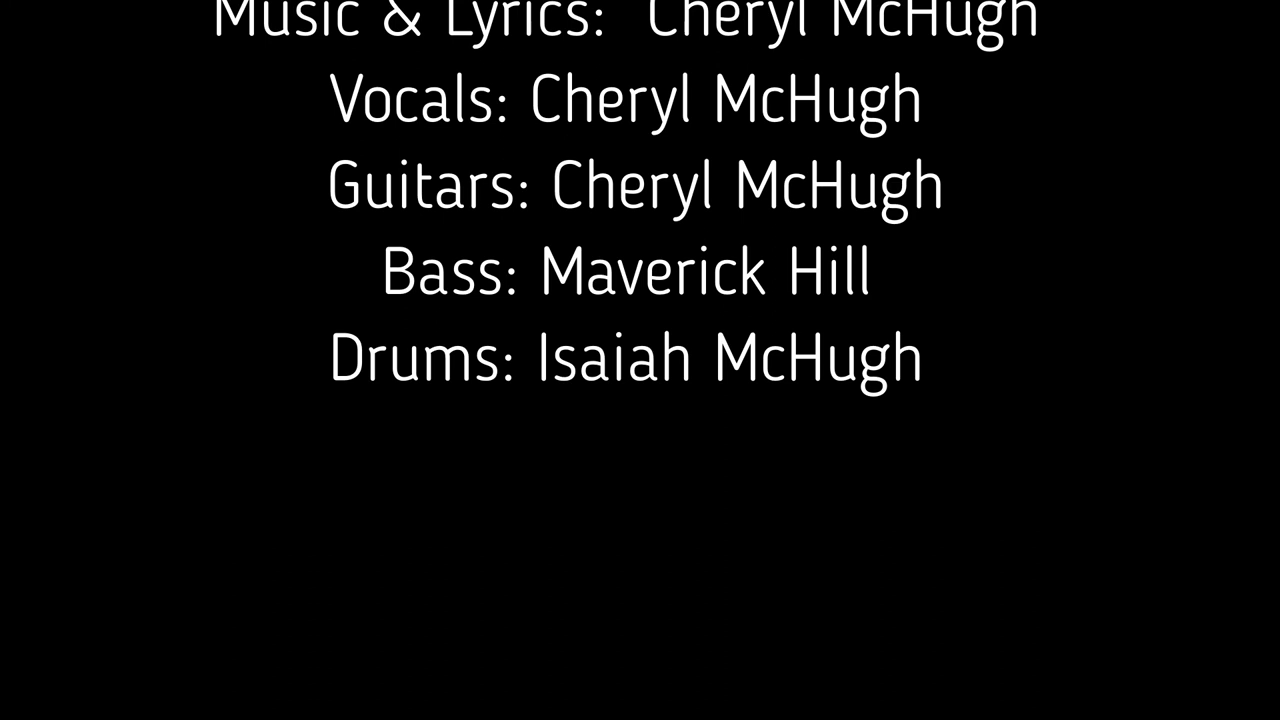 Music & Lyrics: Cheryl McHugh
Vocals: Cheryl McHugh
Guitars: Cheryl McHugh
Bass: Maverick Hill
Drums: Isaiah McHugh